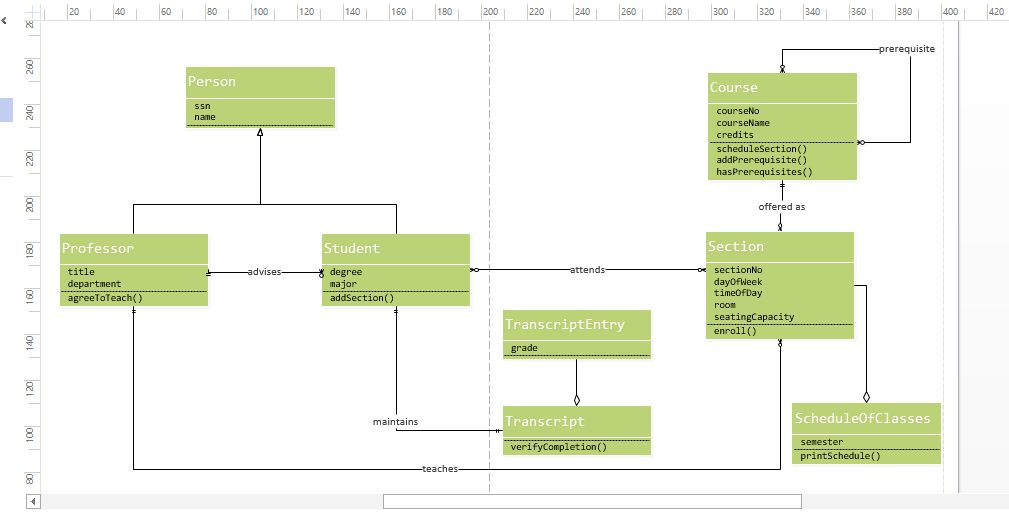 20 40 60 80 100 120 140 160 180 200 220 240 260 280 300 320 340 360 380 400 420
260
240
220
200
180
160
140
120
100
80
prerequisite
Person
ssn
name
Course
courseNo
courseName
credits
scheduleSection()
addPrerequisite()
hasPrerequisites()
offered as
Professor
title
department
agreeToTeach()
advises
Student
degree
major
addSection()
attends
Section
sectionNo
dayOfWeek
timeOfDay
room
seatingCapacity
enroll()
TranscriptEntry
grade
maintains
Transcript
verifyCompletion()
ScheduleOfClasses
semester
printSchedule()
teaches